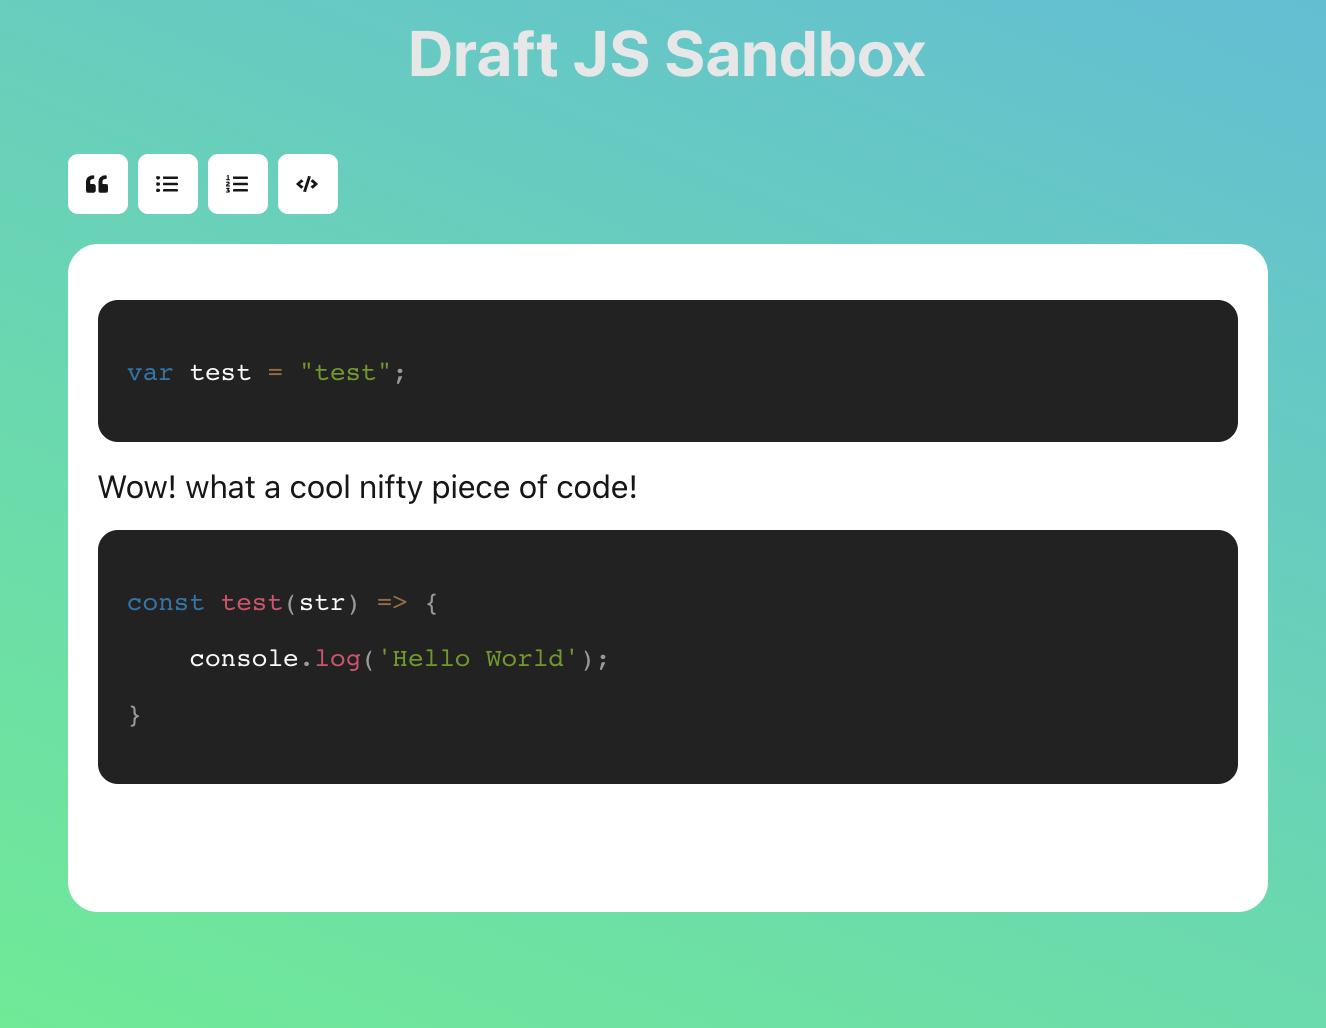 Draft JS Sandbox
var test = "test";
Wow! what a cool nifty piece of code!
const test(str) => {
    console.log('Hello World');
}